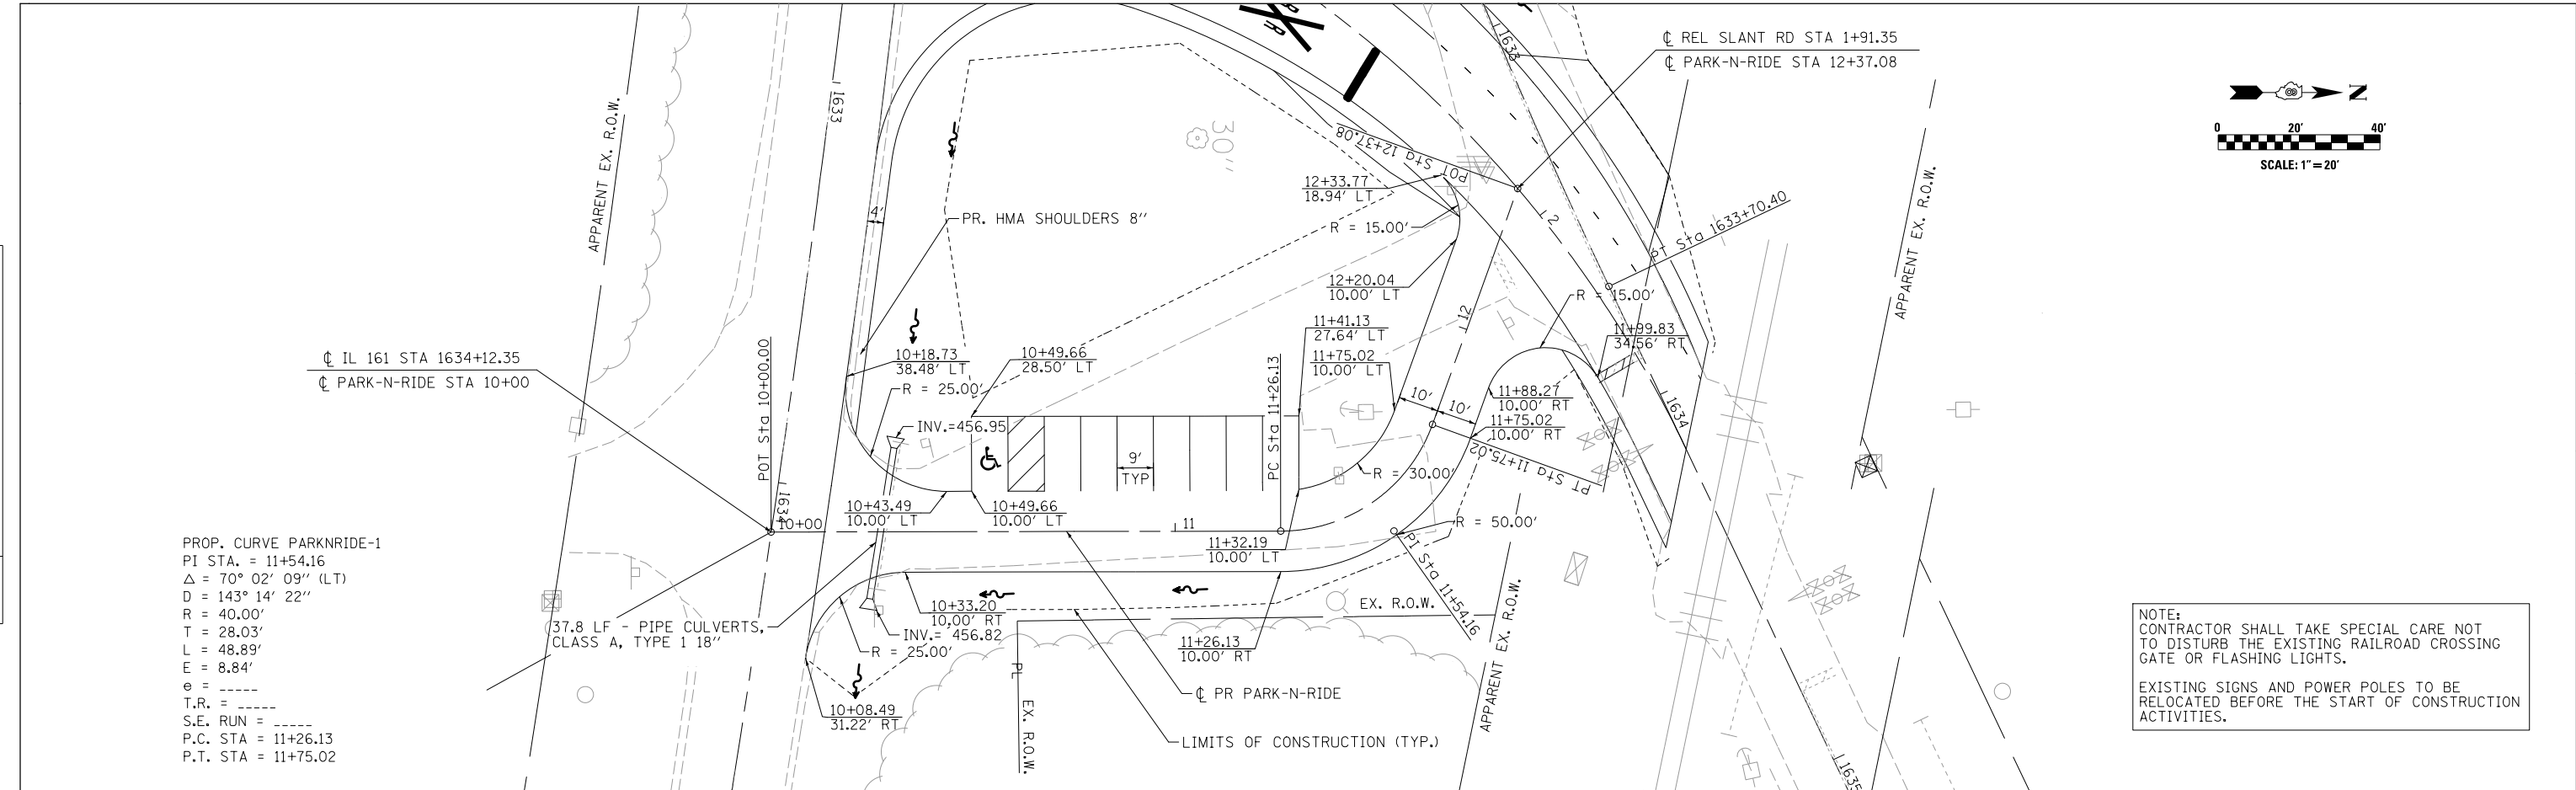 ℄ REL SLANT RD STA 1+91.35
℄ PARK-N-RIDE STA 12+37.08
N
0 20' 40'
SCALE: 1" = 20'
R
1633
1633
APPARENT EX. R.O.W.
30"
POT Sta 12+37.08
12+33.77
18.94' LT
4'
PR. HMA SHOULDERS 8"
R = 15.00'
2
PT Sta 1633+70.40
APPARENT EX. R.O.W.
12+20.04
10.00' LT
R = 15.00'
12
11+41.13
27.64' LT
11+99.83
34.56' RT
℄ IL 161 STA 1634+12.35
℄ PARK-N-RIDE STA 10+00
POT Sta 10+00.00
10+18.73
38.48' LT
10+49.66
28.50' LT
PC Sta 11+26.13
11+75.02
10.00' LT
R = 25.00'
10'
10'
11+88.27
10.00' RT
1634
INV.=456.95
11+75.02
10.00' RT
9'
TYP
R = 30.00'
PT Sta 11+75.02
1634
10+43.49
10.00' LT
10+49.66
10.00' LT
10+00
11
R = 50.00'
11+32.19
10.00' LT
PI Sta 11+54.16
PROP. CURVE PARKNRIDE-1
PI STA. = 11+54.16
Δ = 70° 02' 09" (LT)
D = 143° 14' 22"
R = 40.00'
T = 28.03'
L = 48.89'
E = 8.84'
e = _____
T.R. = _____
S.E. RUN = _____
P.C. STA = 11+26.13
P.T. STA = 11+75.02
10+33.20
10.00' RT
EX. R.O.W.
APPARENT EX. R.O.W.
37.8 LF - PIPE CULVERTS,
CLASS A, TYPE 1 18"
INV.= 456.82
R = 25.00'
11+26.13
10.00' RT
PL
EX. R.O.W.
℄ PR PARK-N-RIDE
10+08.49
31.22' RT
LIMITS OF CONSTRUCTION (TYP.)
1635
NOTE:
CONTRACTOR SHALL TAKE SPECIAL CARE NOT
TO DISTURB THE EXISTING RAILROAD CROSSING
GATE OR FLASHING LIGHTS.
EXISTING SIGNS AND POWER POLES TO BE
RELOCATED BEFORE THE START OF CONSTRUCTION
ACTIVITIES.